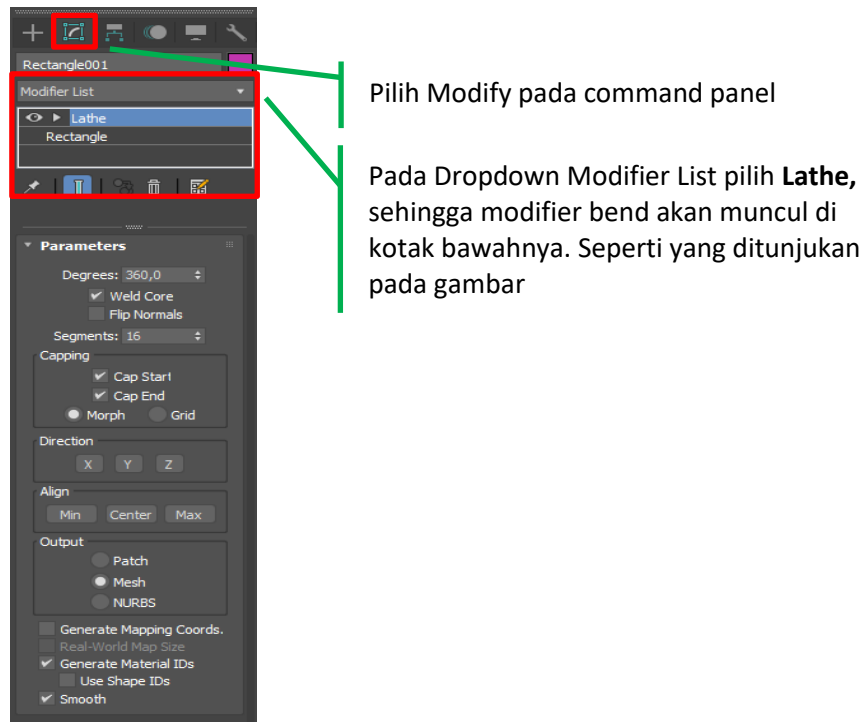 Rectangle001
Modifier List
Lathe
Rectangle
Parameters
Degrees: 360,0
Weld Core
Flip Normals
Segments: 16
Capping
Cap Start
Cap End
Morph Grid
Direction
X Y Z
Align
Min Center Max
Output
Patch
Mesh
NURBS
Generate Mapping Coords.
Real-World Map Size
Generate Material IDs
Use Shape IDs
Smooth
Pilih Modify pada command panel
Pada Dropdown Modifier List pilih Lathe,
sehingga modifier bend akan muncul di
kotak bawahnya. Seperti yang ditunjukan
pada gambar